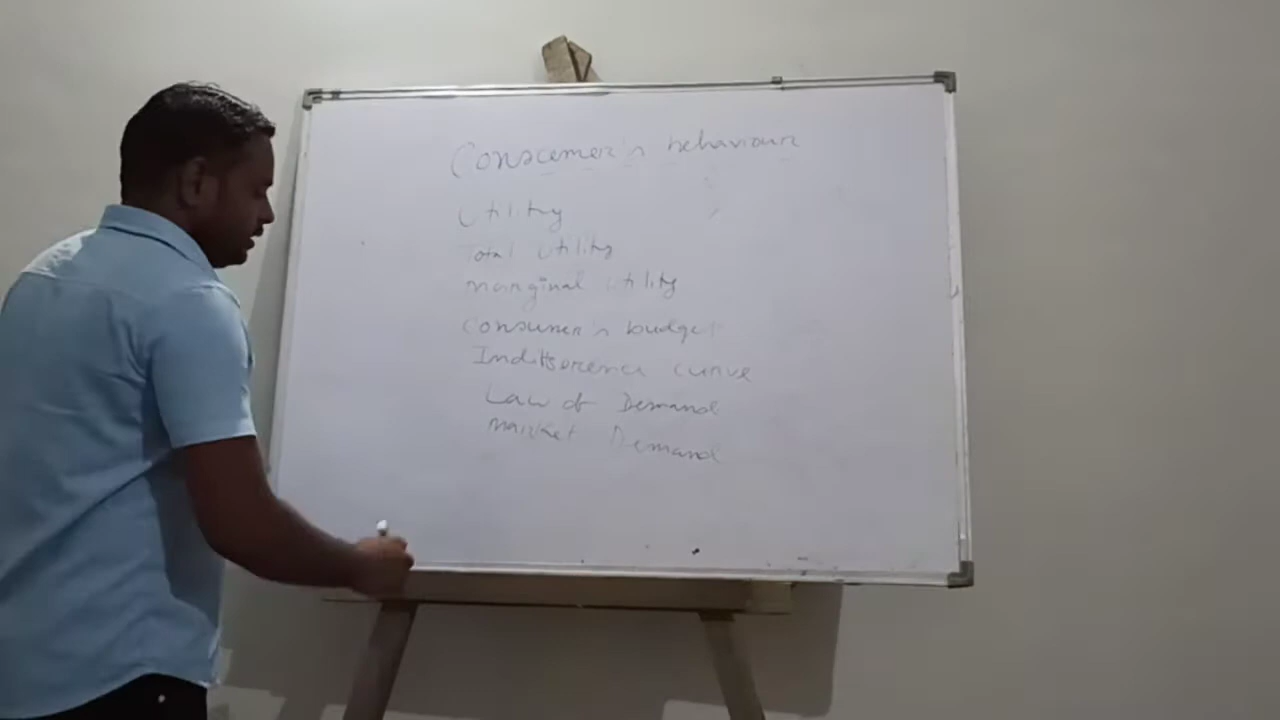 Consumer's behaviour
Utility
Total utility
Marginal utility
Consumer's budget
Indifference curve
Law of Demand
Market Demand